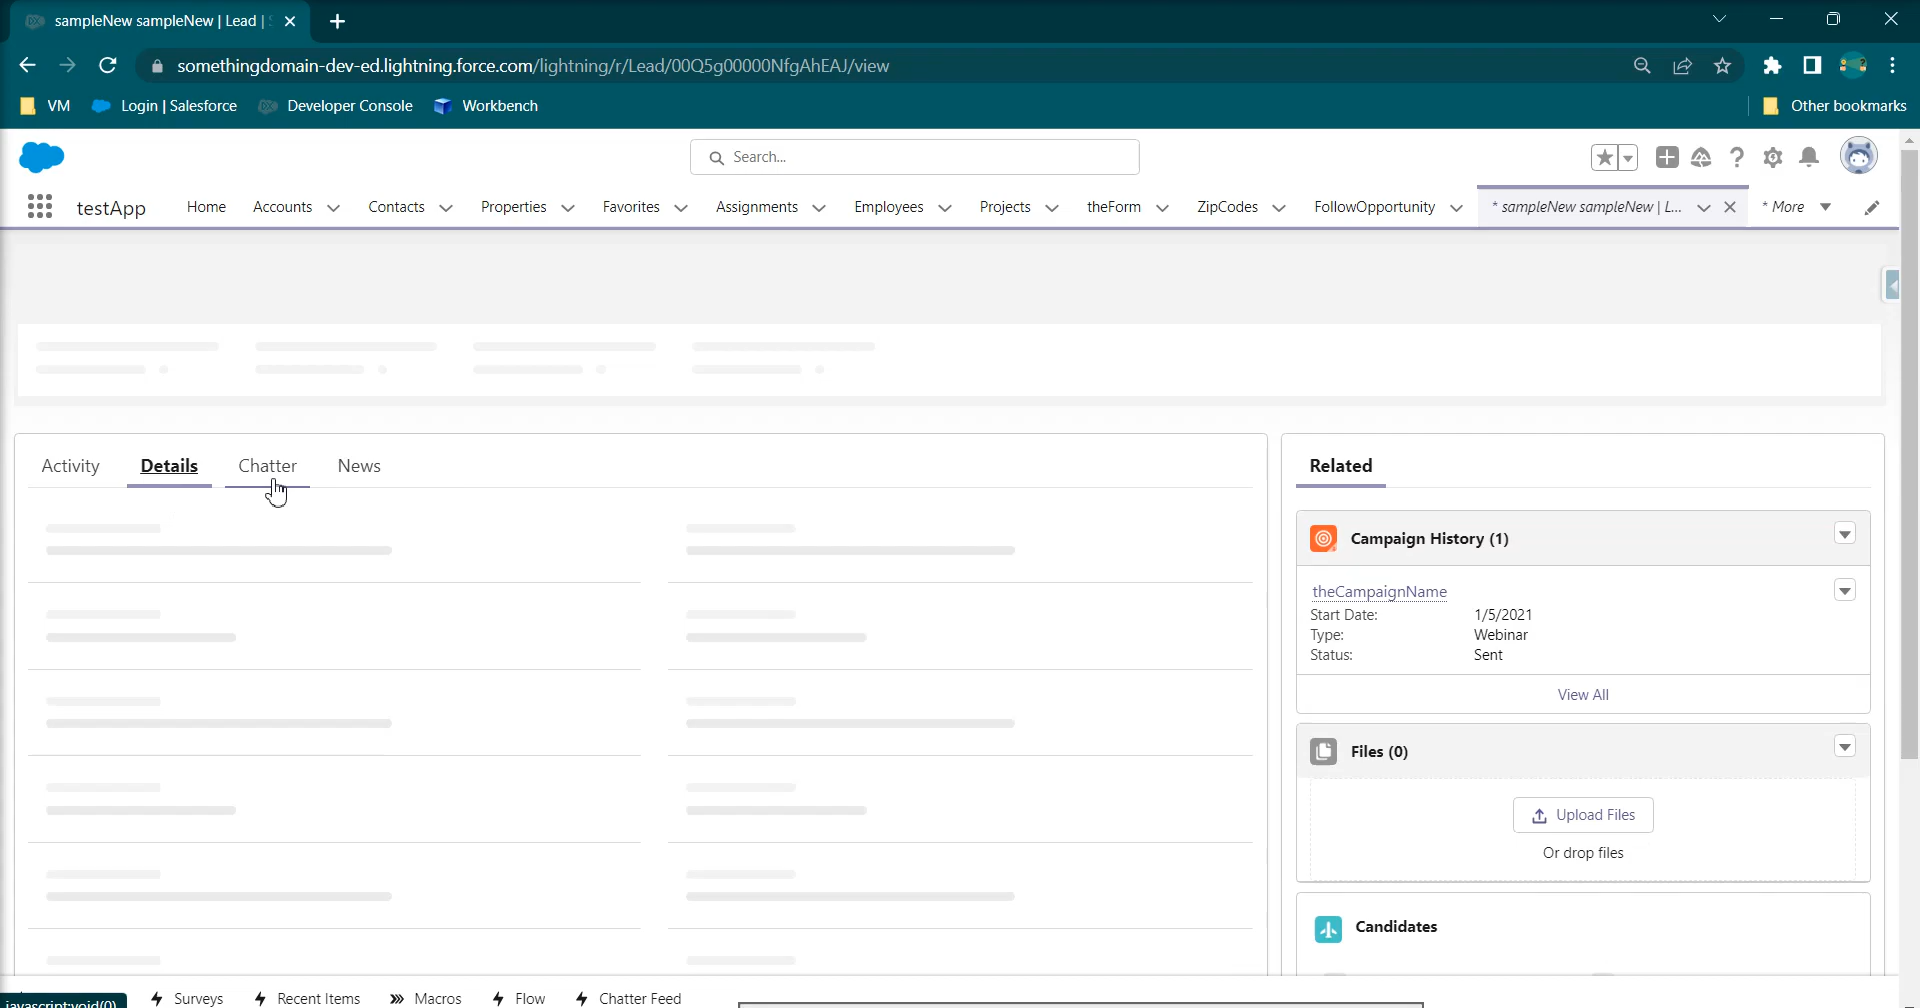 sampleNew sampleNew | Lead |
somethingdomain-dev-ed.lightning.force.com/lightning/r/Lead/00Q5g00000NfgAhEAJ/view
VM Login | Salesforce Developer Console Workbench Other bookmarks
Search...
testApp Home Accounts Contacts Properties Favorites Assignments Employees Projects theForm ZipCodes FollowOpportunity * sampleNew sampleNew | L... * More
Activity Details Chatter News
Related
Campaign History (1)
theCampaignName
Start Date: 1/5/2021
Type: Webinar
Status: Sent
View All
Files (0)
Upload Files
Or drop files
Candidates
javascript:void(0) Surveys Recent Items Macros Flow Chatter Feed